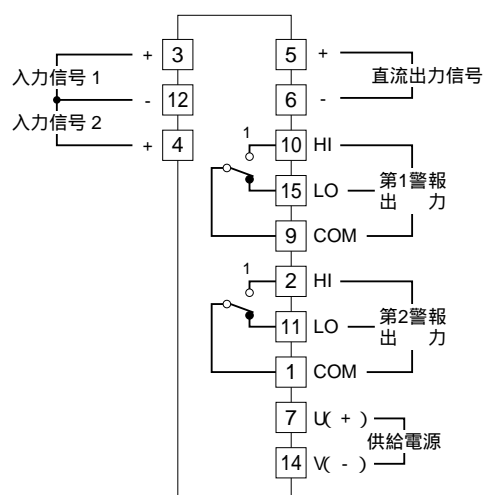 + 3
入力信号 1
- 12
入力信号 2
+ 4
5 +
直流出力信号
6 -
1
10 HI
15 LO
第1警報
出 力
9 COM
1
2 HI
11 LO
第2警報
出 力
1 COM
7 U( + )
供給電源
14 V( - )